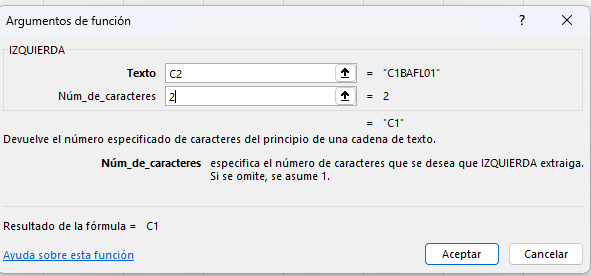 Argumentos de función ? ×
IZQUIERDA
Texto C2 = "C1BAFL01"
Núm_de_caracteres 2 = 2
= "C1"
Devuelve el número especificado de caracteres del principio de una cadena de texto.
Núm_de_caracteres especifica el número de caracteres que se desea que IZQUIERDA extraiga.
Si se omite, se asume 1.
Resultado de la fórmula = C1
Ayuda sobre esta función Aceptar Cancelar